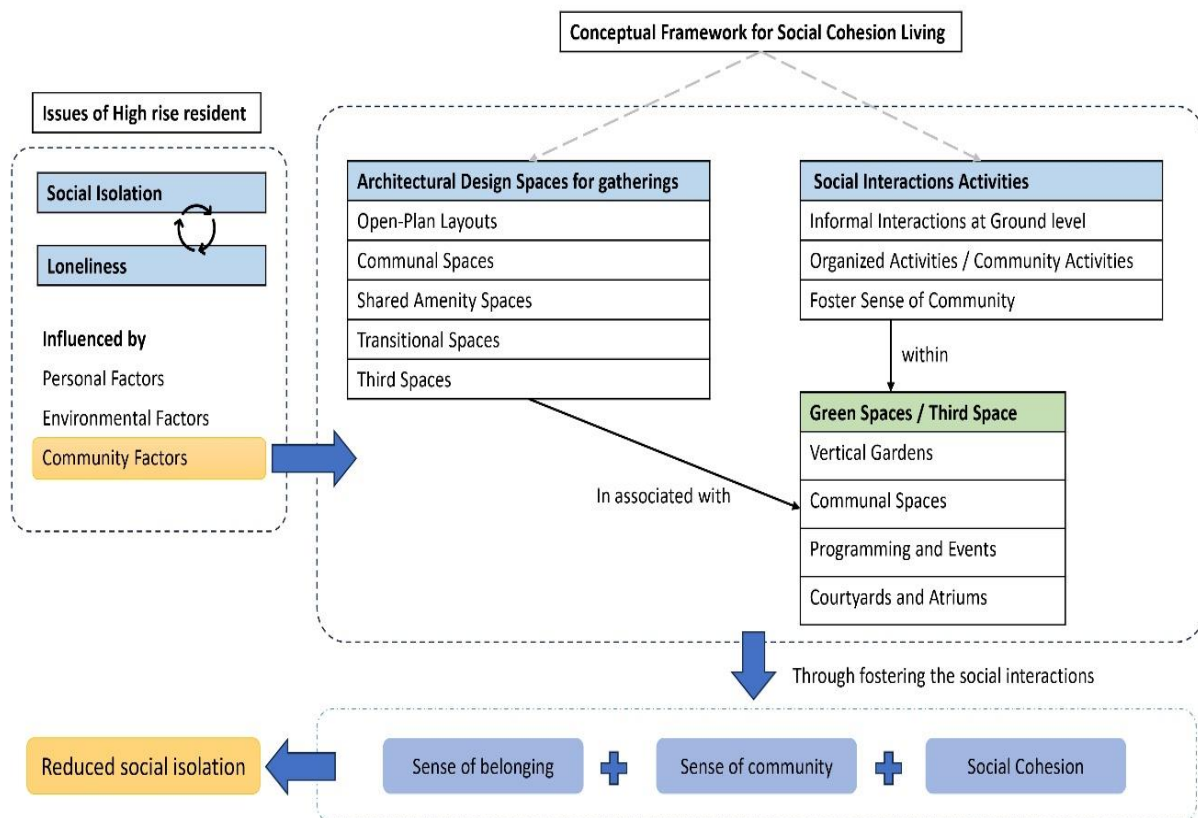 Conceptual Framework for Social Cohesion Living
Issues of High rise resident
Social Isolation
Loneliness
Influenced by
Personal Factors
Environmental Factors
Community Factors
Architectural Design Spaces for gatherings
Open-Plan Layouts
Communal Spaces
Shared Amenity Spaces
Transitional Spaces
Third Spaces
Social Interactions Activities
Informal Interactions at Ground level
Organized Activities / Community Activities
Foster Sense of Community
within
In associated with
Green Spaces / Third Space
Vertical Gardens
Communal Spaces
Programming and Events
Courtyards and Atriums
Through fostering the social interactions
Reduced social isolation
Sense of belonging
Sense of community
Social Cohesion